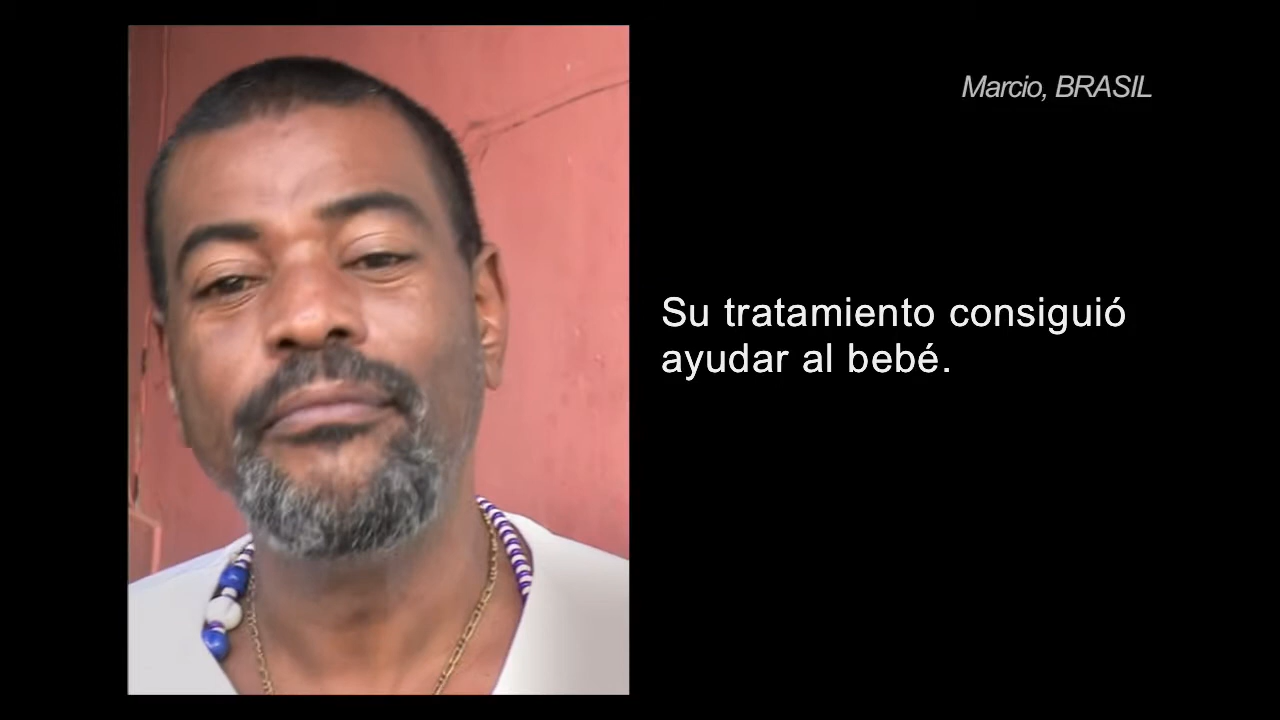 Marcio, BRASIL
Su tratamiento consiguió
ayudar al bebé.